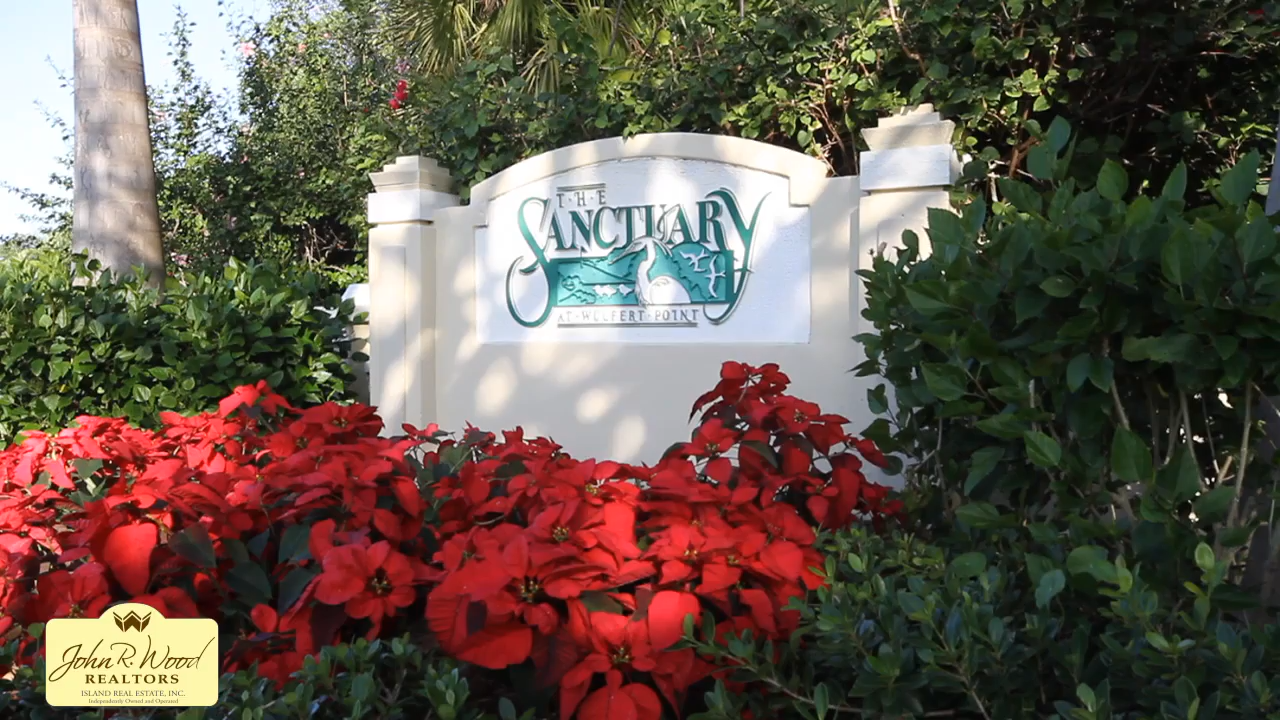 THE
SANCTUARY
AT·WULFERT·POINT
John R. Wood
REALTORS
ISLAND REAL ESTATE, INC.
Independently Owned and Operated